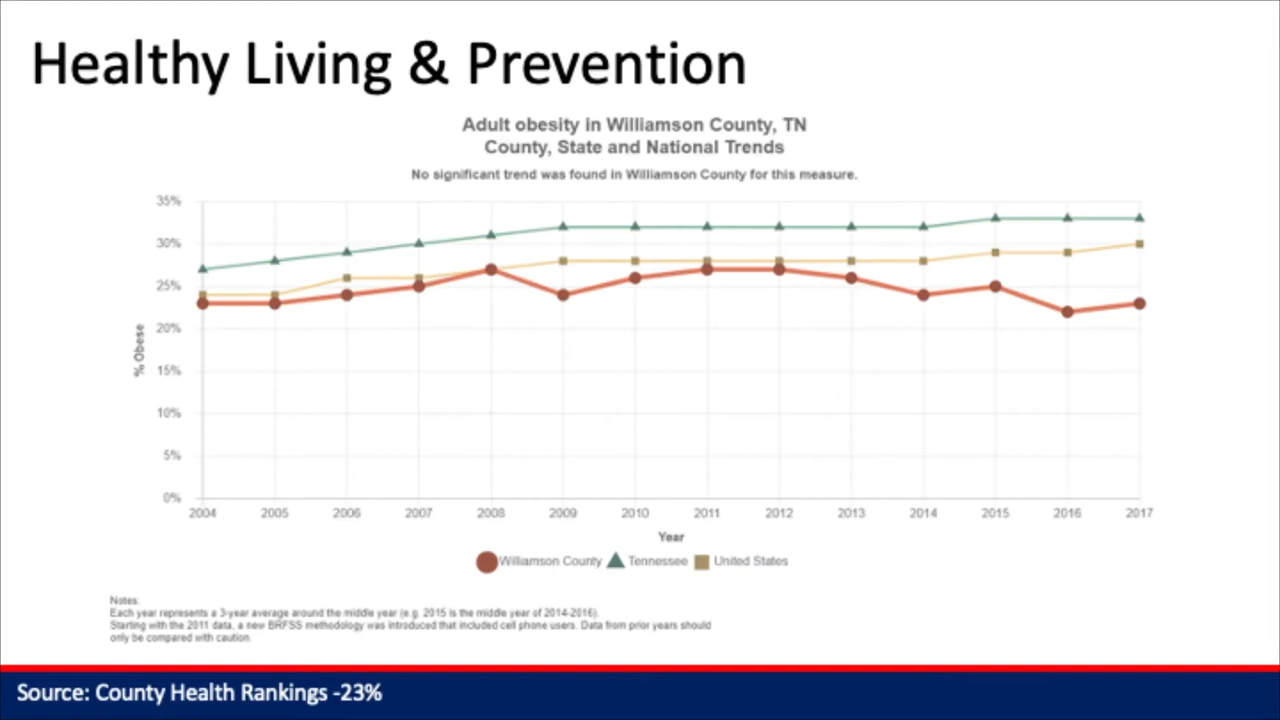 Healthy Living & Prevention
Adult obesity in Williamson County, TN
County, State and National Trends
No significant trend was found in Williamson County for this measure.
35%
30%
25%
20%
15%
10%
5%
0%
% Obese
2004 2005 2006 2007 2008 2009 2010 2011 2012 2013 2014 2015 2016 2017
Year
Williamson County Tennessee United States
Notes:
Each year represents a 3-year average around the middle year (e.g. 2015 is the middle year of 2014-2016).
Starting with the 2011 data, a new BRFSS methodology was introduced that included cell phone users. Data from prior years should
only be compared with caution.
Source: County Health Rankings -23%